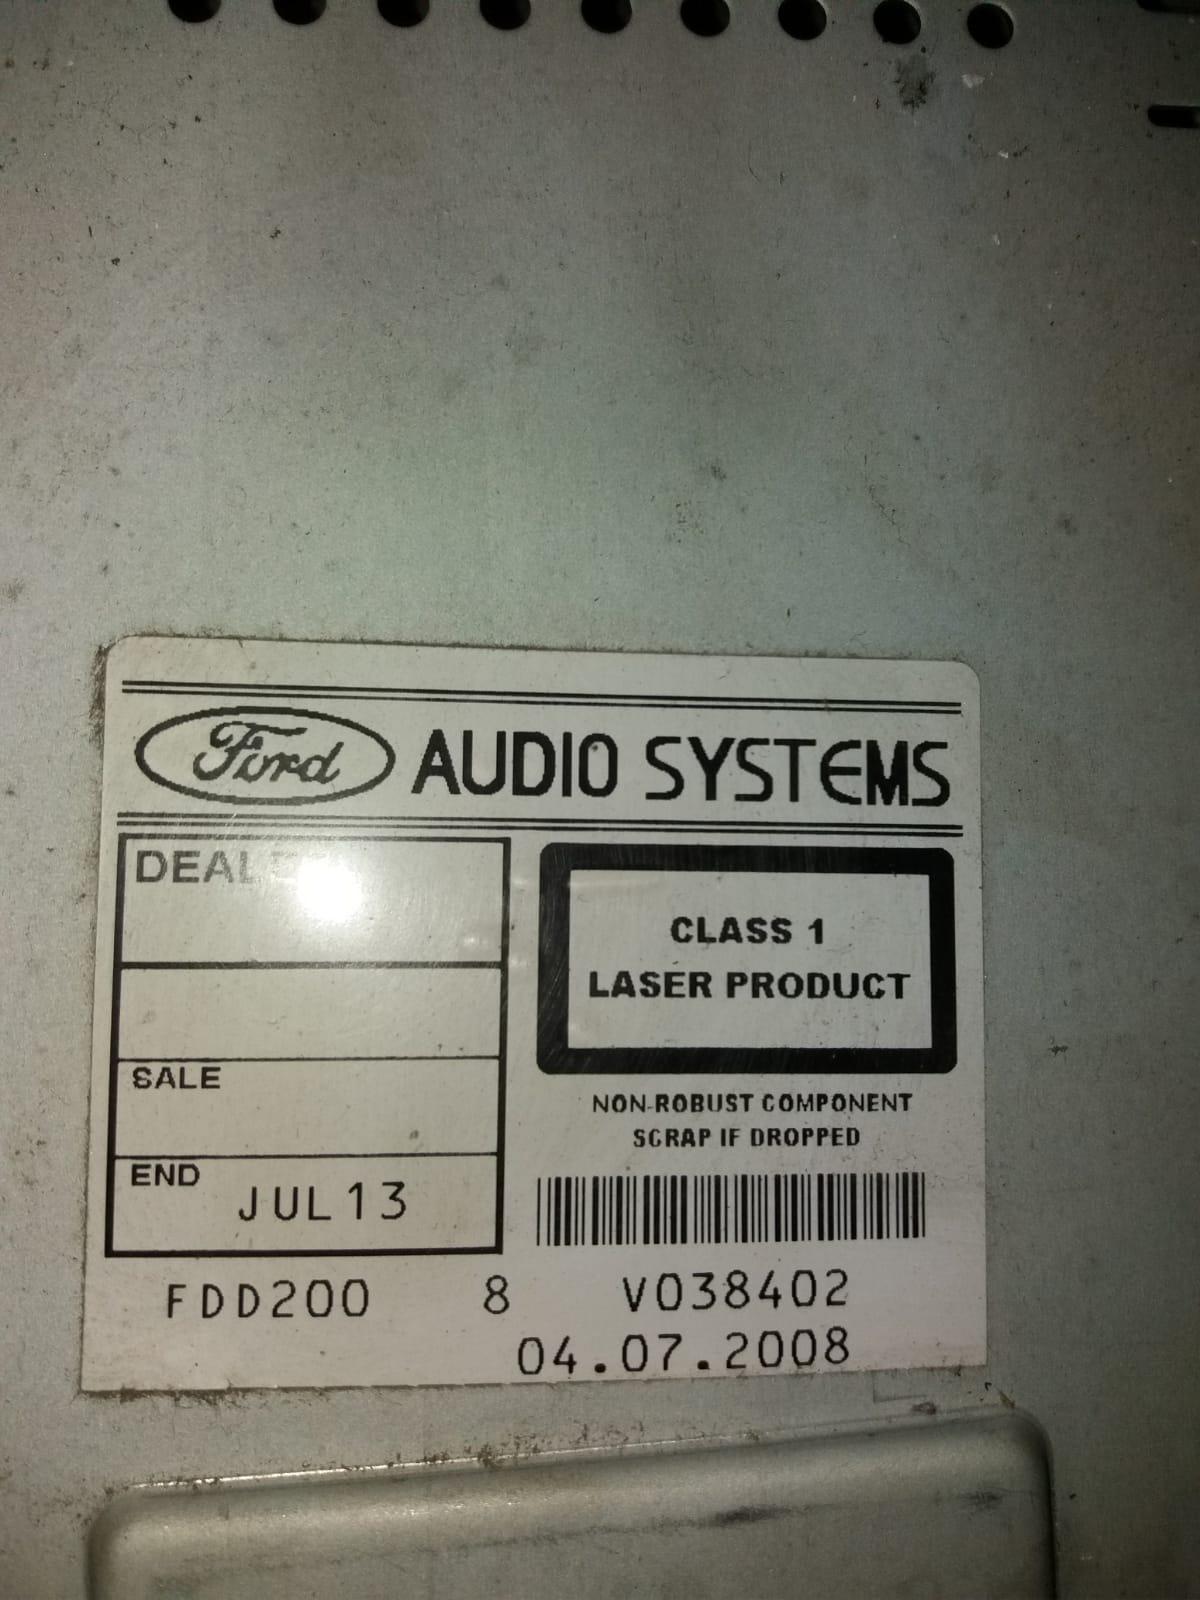 Ford AUDIO SYSTEMS
CLASS 1
LASER PRODUCT
SALE
NON-ROBUST COMPONENT
SCRAP IF DROPPED
END JUL13
FDD200 8 V038402
04.07.2008